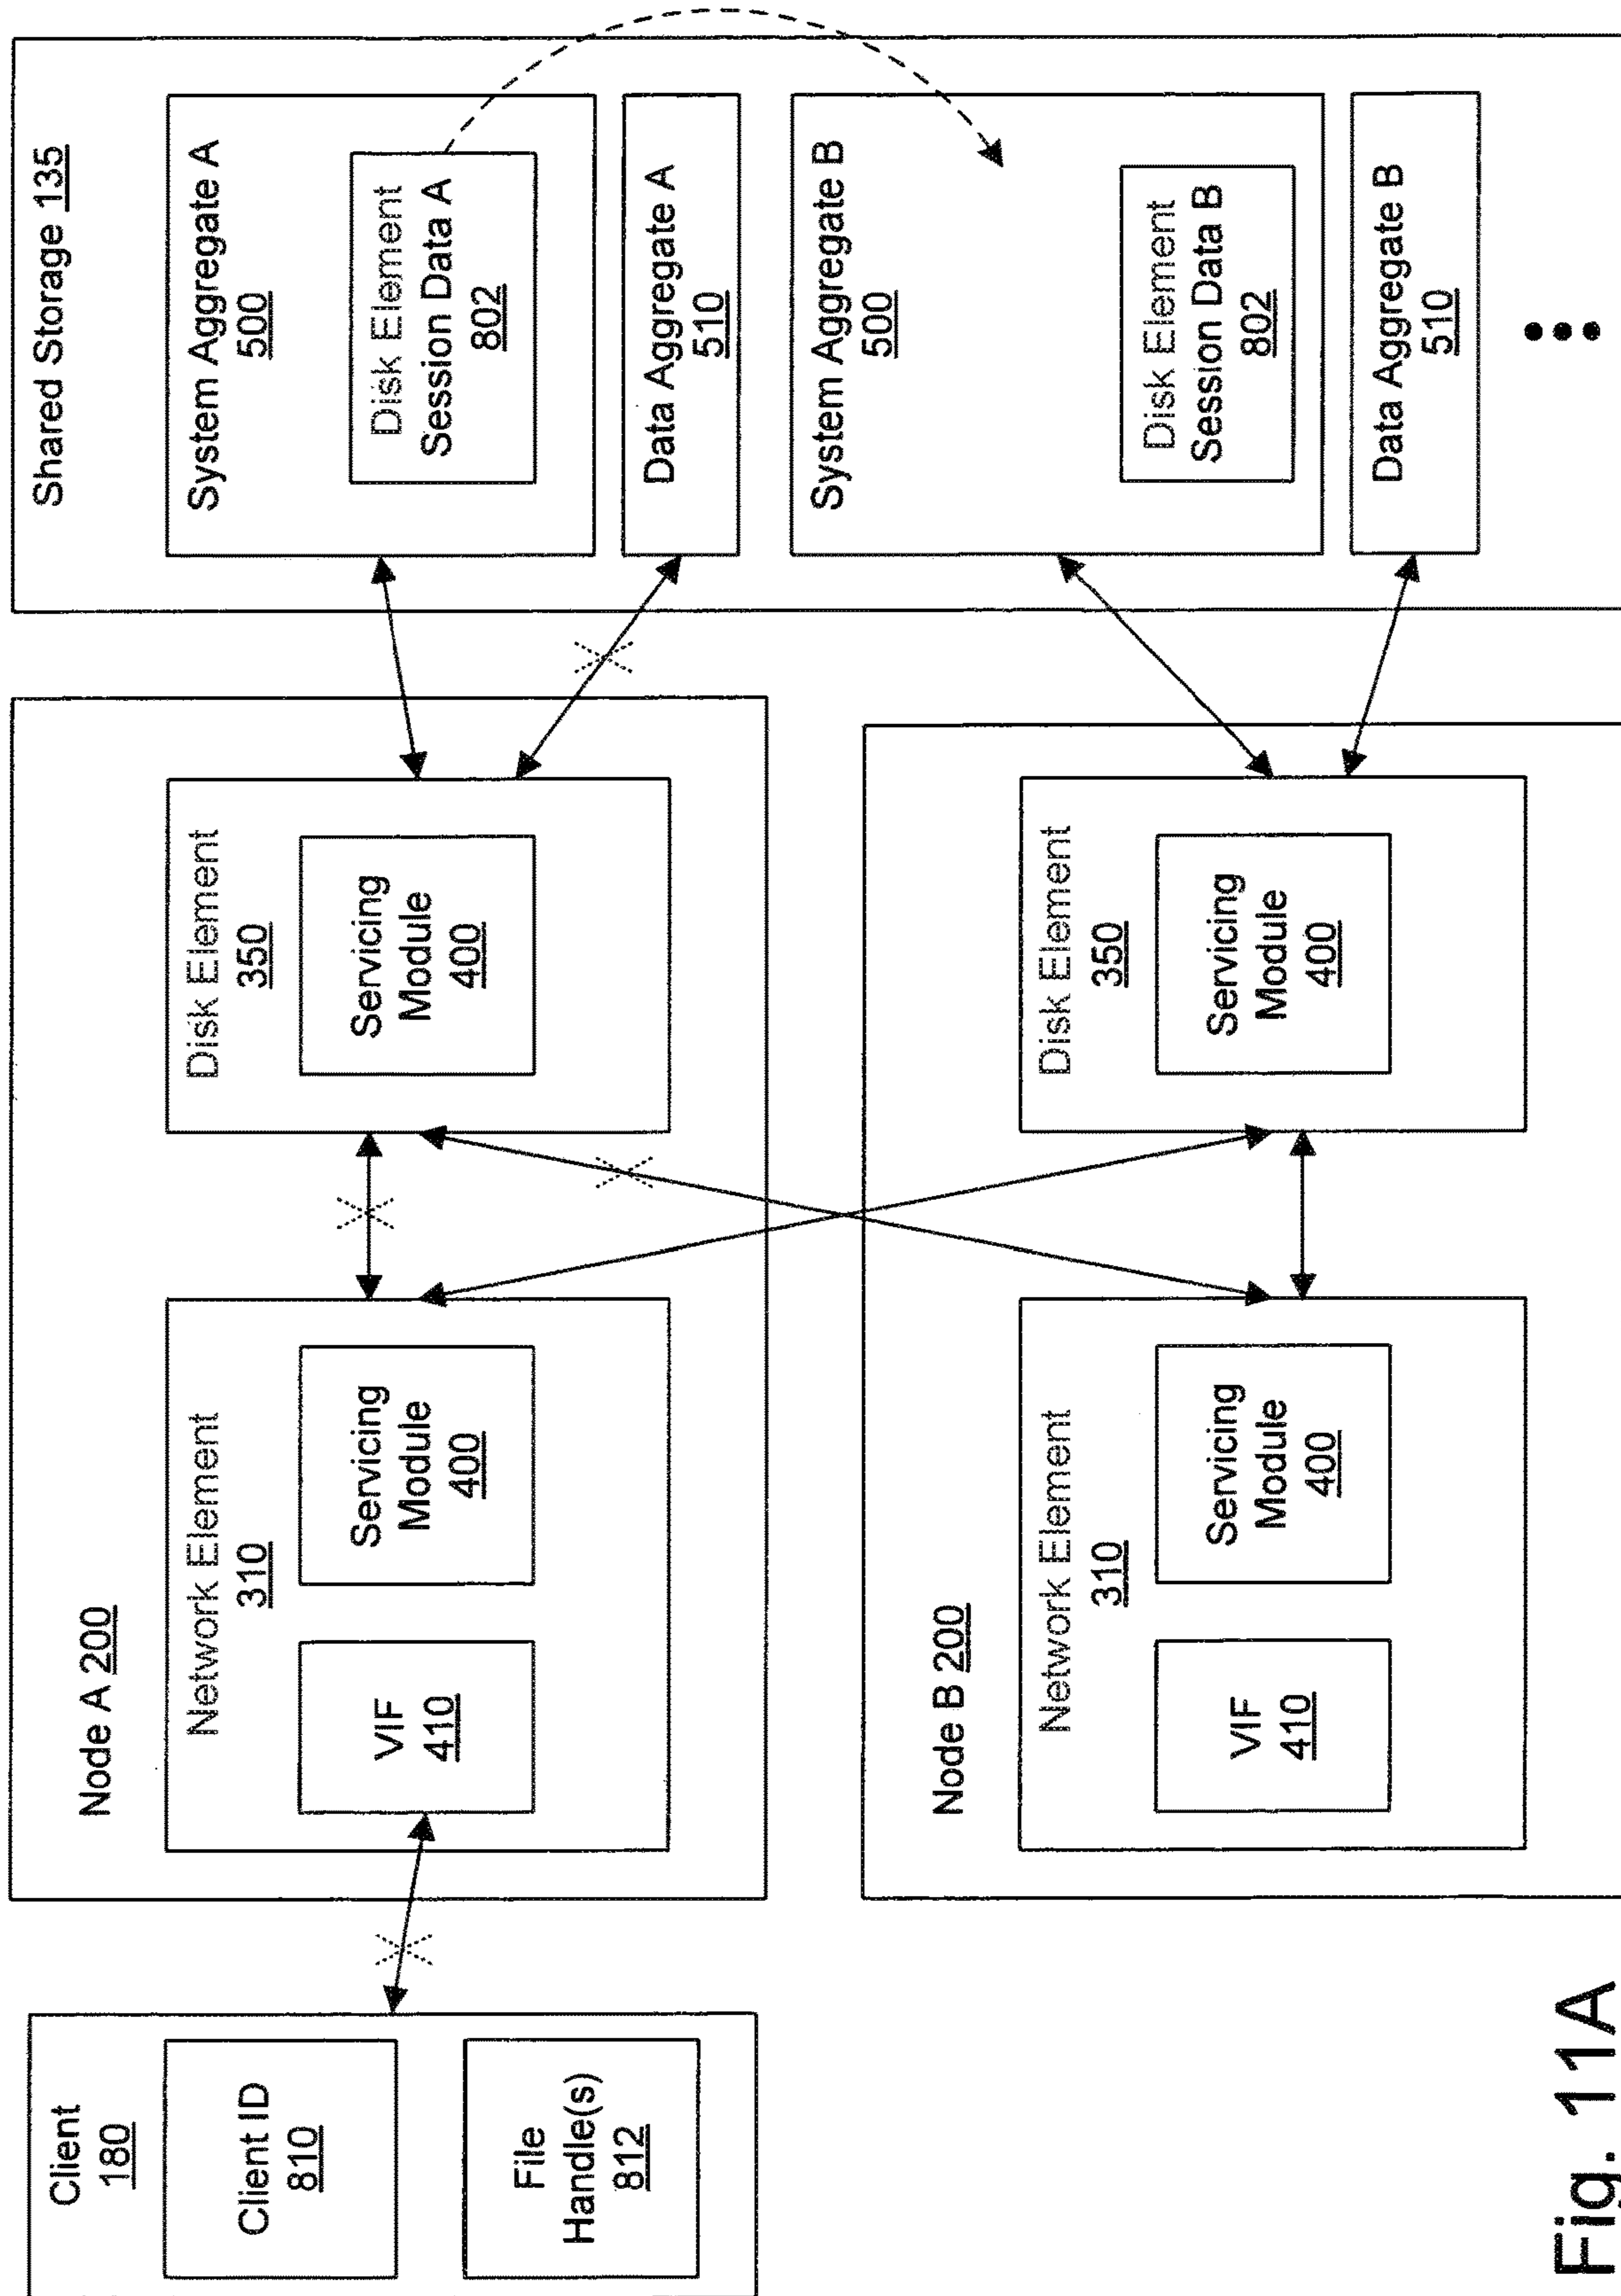 Client
180
Client ID
810
File
Handle(s)
812
Node A 200
Network Element
310
VIF
410
Servicing
Module
400
Disk Element
350
Servicing
Module
400
Node B 200
Network Element
310
VIF
410
Servicing
Module
400
Disk Element
350
Servicing
Module
400
Shared Storage 135
System Aggregate A
500
Disk Element
Session Data A
802
Data Aggregate A
510
System Aggregate B
500
Disk Element
Session Data B
802
Data Aggregate B
510
Fig. 11A